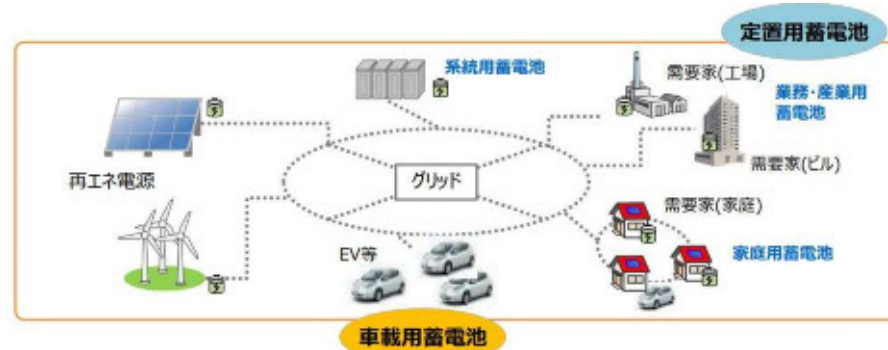 定置用蓄電池
系統用蓄電池
需要家(工場)
業務・産業用
蓄電池
再エネ電源
グリッド
需要家(ビル)
需要家(家庭)
EV等
家庭用蓄電池
車載用蓄電池